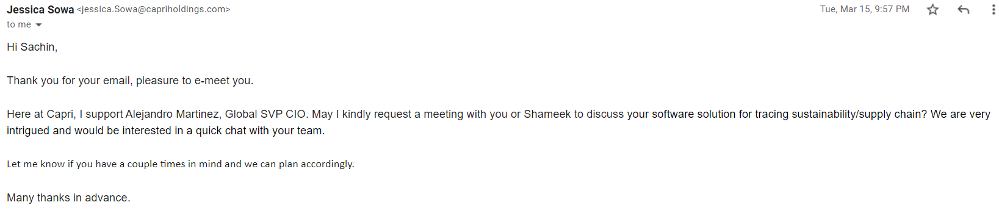 Jessica Sowa <jessica.Sowa@capriholdings.com>
Tue, Mar 15, 9:57 PM
to me
Hi Sachin,
Thank you for your email, pleasure to e-meet you.
Here at Capri, I support Alejandro Martinez, Global SVP CIO. May I kindly request a meeting with you or Shameek to discuss your software solution for tracing sustainability/supply chain? We are very
intrigued and would be interested in a quick chat with your team.
Let me know if you have a couple times in mind and we can plan accordingly.
Many thanks in advance.